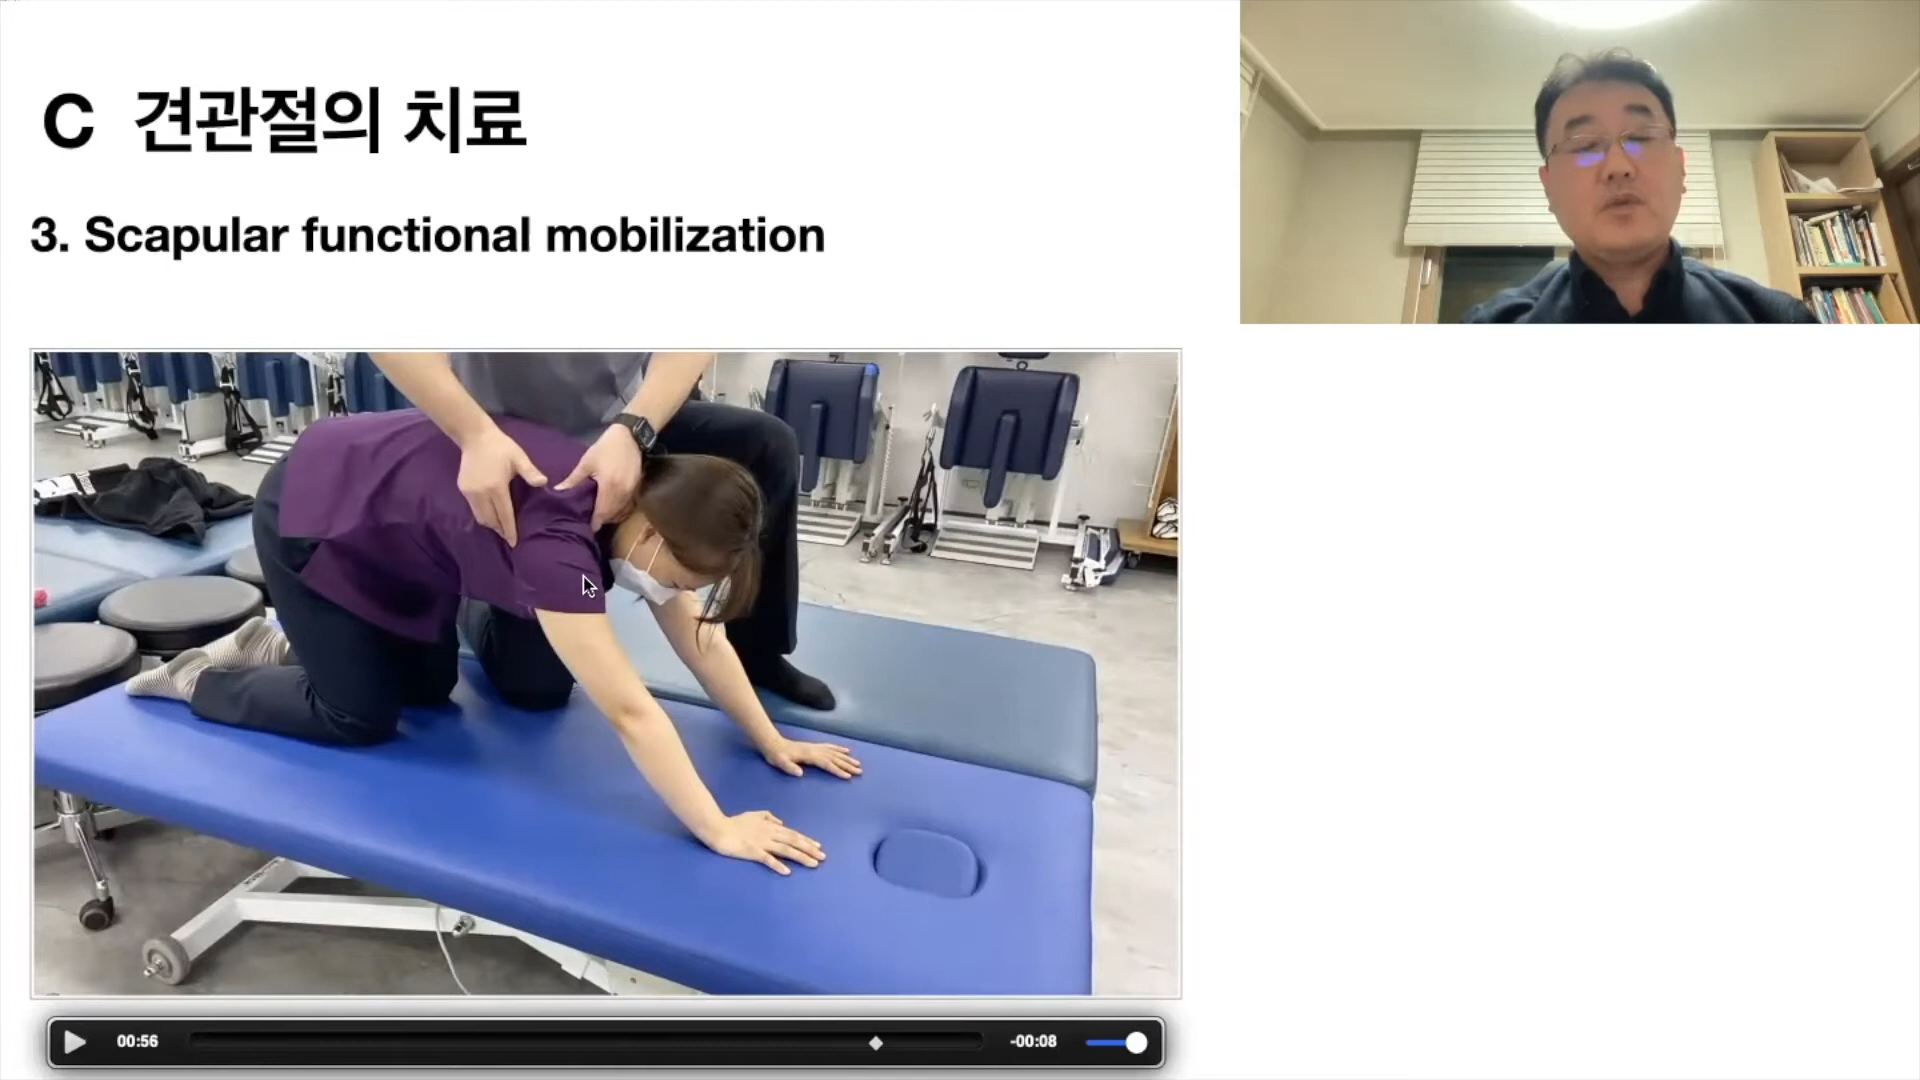 C 견관절의 치료
3. Scapular functional mobilization
00:56
-00:08